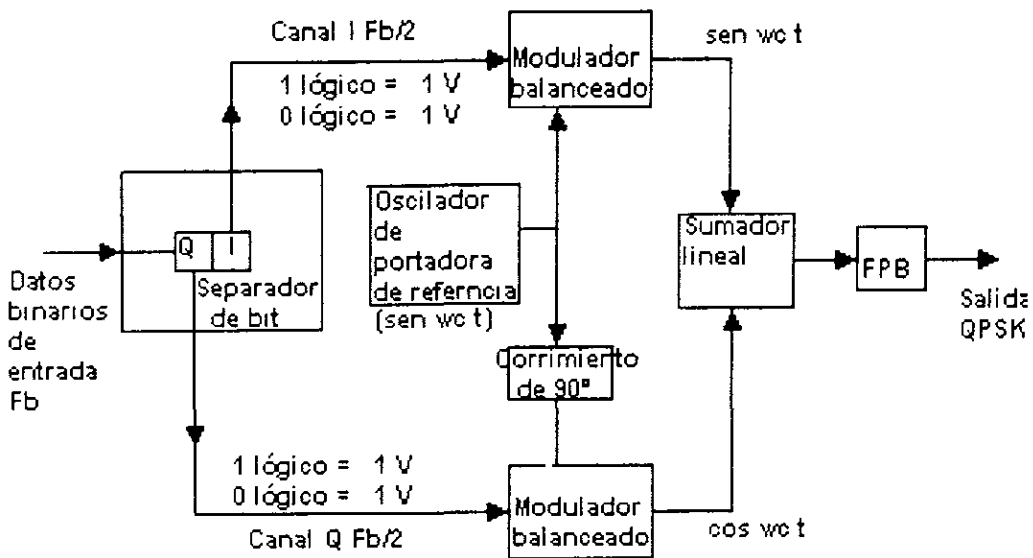 Canal I Fb/2
1 lógico = 1 V
0 lógico = 1 V
Modulador
balanceado
sen wc t
Datos
binarios
de
entrada
Fb
Q I
Separador
de bit
Oscilador
de
portadora
de referncia
(sen wc t)
Corrimiento
de 90°
Sumador
lineal
FPB
Salida
QPSK
1 lógico = 1 V
0 lógico = 1 V
Canal Q Fb/2
Modulador
balanceado
cos wc t